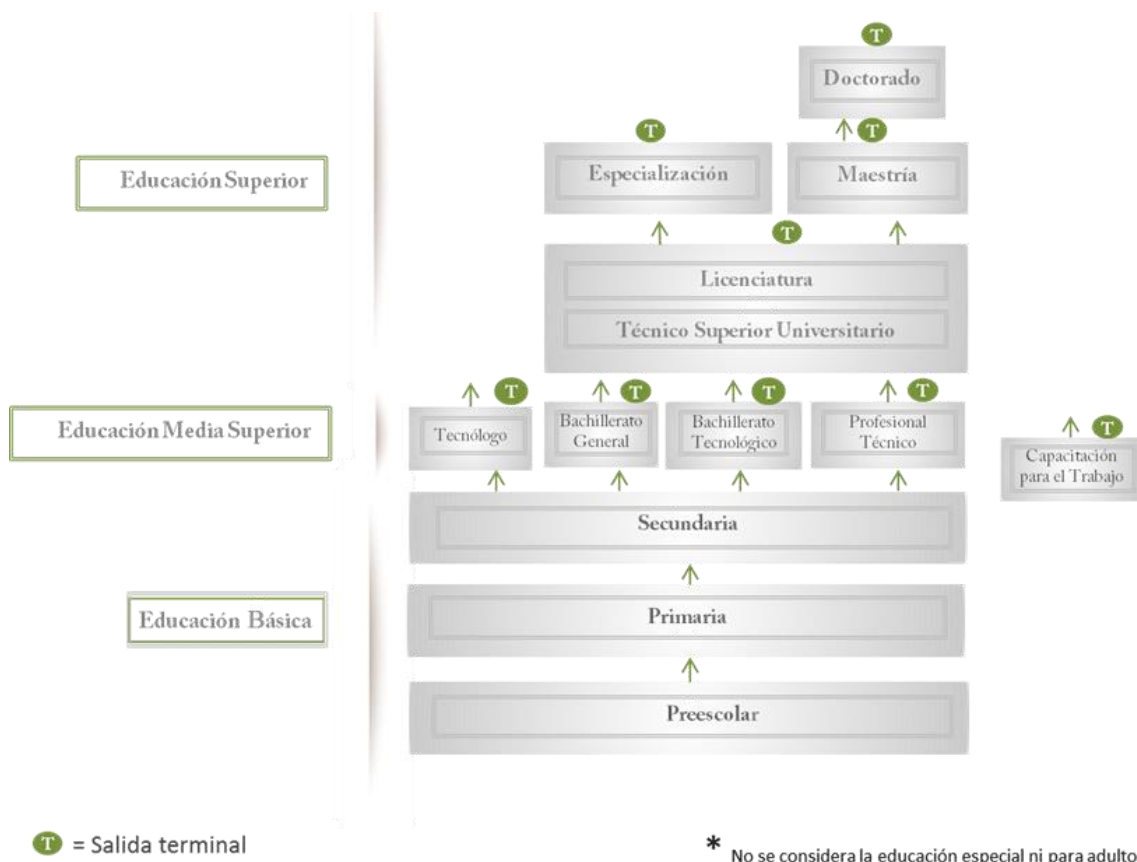 T
Doctorado
T
T
Educación Superior
Especialización
Maestría
T
Licenciatura
Técnico Superior Universitario
T
T
T
T
Educación Media Superior
Tecnólogo
Bachillerato
General
Bachillerato
Tecnológico
Profesional
Técnico
T
Capacitación
para el Trabajo
Secundaria
Educación Básica
Primaria
Preescolar
T = Salida terminal
* No se considera la educación especial ni para adulto